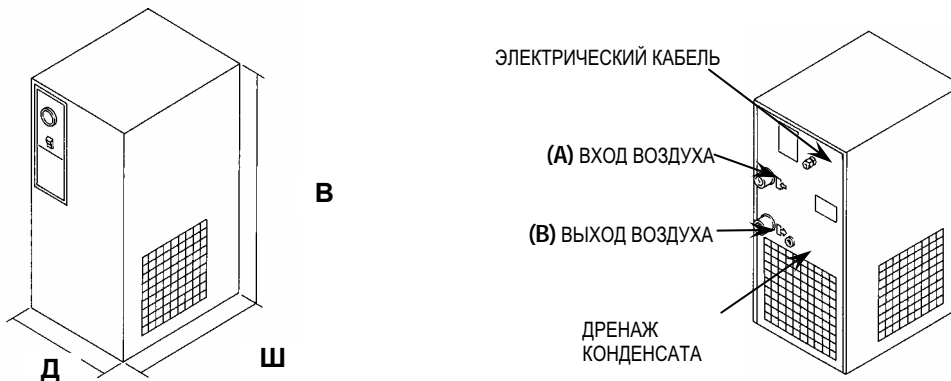 В
Д
Ш
ЭЛЕКТРИЧЕСКИЙ КАБЕЛЬ
(A) ВХОД ВОЗДУХА
(B) ВЫХОД ВОЗДУХА
ДРЕНАЖ
КОНДЕНСАТА